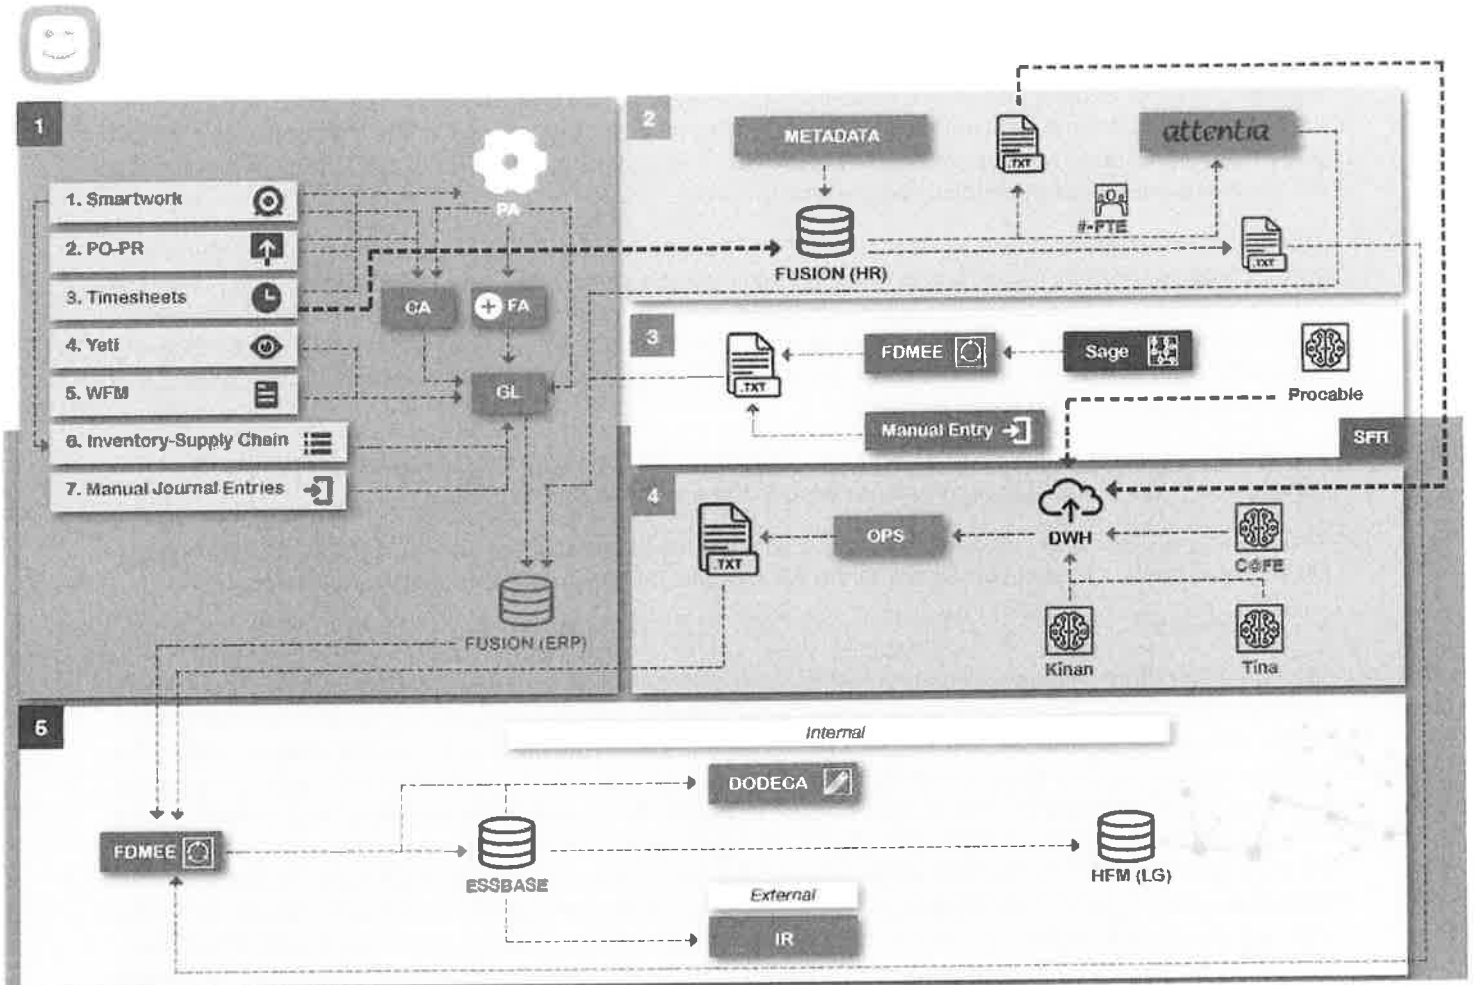 1
1. Smartwork
2. PO-PR
3. Timesheets
4. Yeti
5. WFM
6. Inventory-Supply Chain
7. Manual Journal Entries
PA
CA
FA
GL
FUSION (ERP)
2
METADATA
.TXT
attentia
#-FTE
FUSION (HR)
.TXT
3
.TXT
FDMEE
Sage
Procable
Manual Entry
SFR
4
.TXT
OPS
DWH
C@FE
Kinan
Tina
5
Internal
DODECA
FDMEE
ESSBASE
HFM (LG)
External
IR